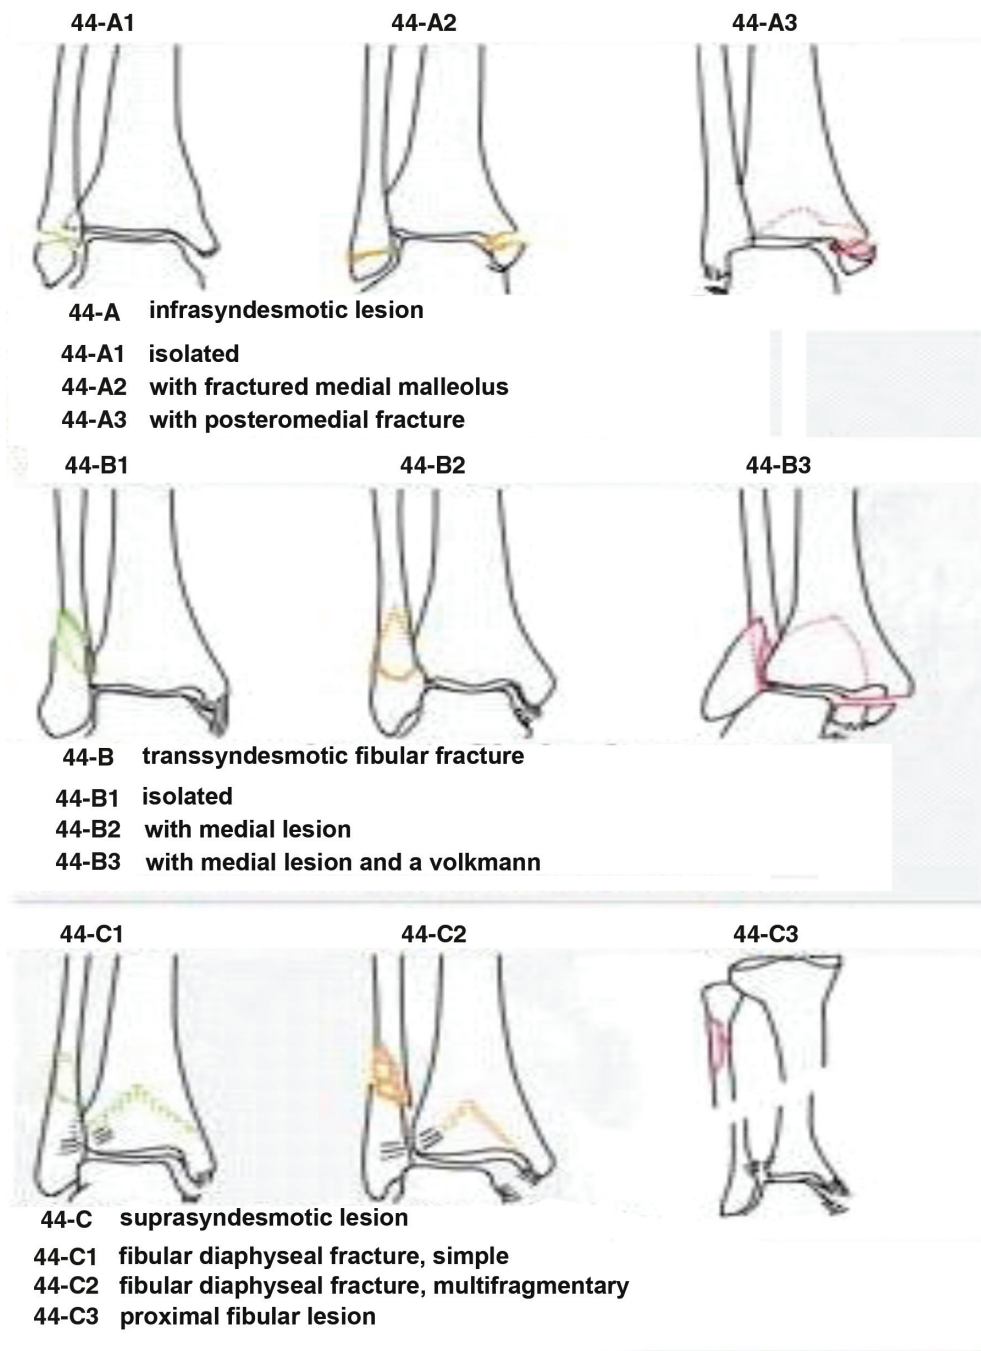 44-A1 44-A2 44-A3
44-A infrasyndesmotic lesion
44-A1 isolated
44-A2 with fractured medial malleolus
44-A3 with posteromedial fracture
44-B1 44-B2 44-B3
44-B transsyndesmotic fibular fracture
44-B1 isolated
44-B2 with medial lesion
44-B3 with medial lesion and a volkmann
44-C1 44-C2 44-C3
44-C suprasyndesmotic lesion
44-C1 fibular diaphyseal fracture, simple
44-C2 fibular diaphyseal fracture, multifragmentary
44-C3 proximal fibular lesion